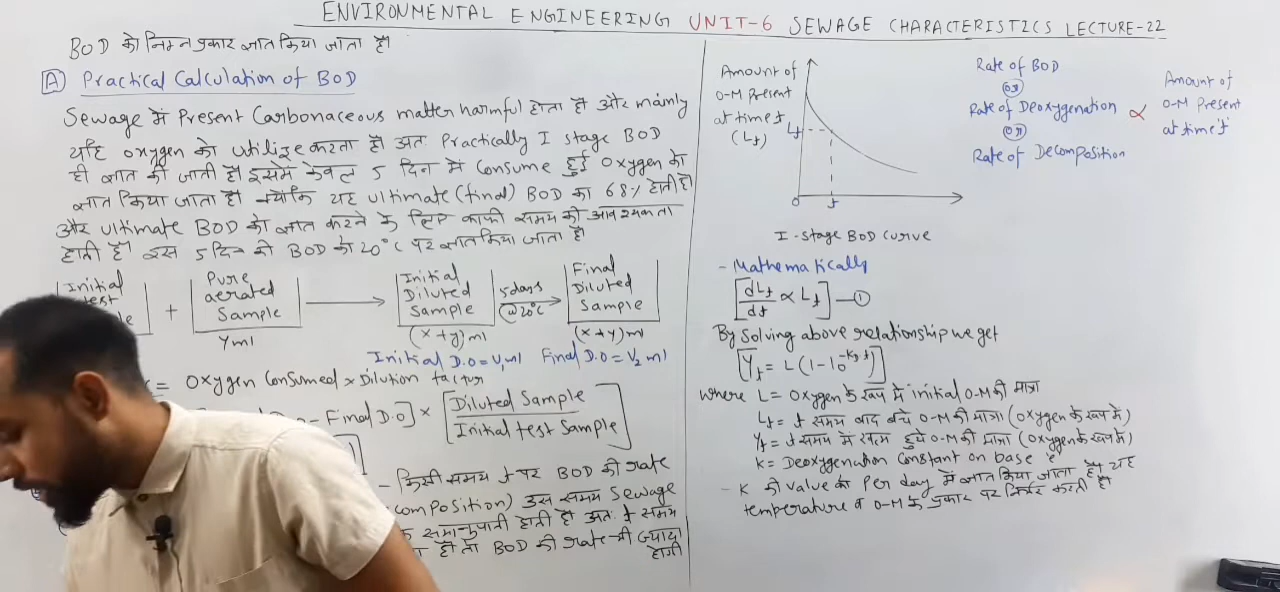 ENVIRONMENTAL ENGINEERING UNIT-6 SEWAGE CHARACTERISTICS LECTURE-22
BOD को निम्न प्रकार ज्ञात किया जाता है।
A Practical Calculation of BOD
Sewage में Present Carbonaceous matter harmful होता है और mainly
यही oxygen को utilize करता है अतः Practically I stage BOD
ही ज्ञात की जाती है। इसमें केवल 5 दिन में Consume हुई Oxygen को
ज्ञात किया जाता है। क्योंकि यह ultimate (final) BOD का 68% होती है
और ultimate BOD को ज्ञात करने के लिए काफी समय की आवश्यकता
होती है। इस 5 दिन की BOD को 20°C पर ज्ञात किया जाता है
Initial
test
+
Pure
aerated
Sample
Yml
Initial
Diluted
Sample
(x+y)ml
5days
@20°C
Final
Diluted
Sample
(x+y)ml
Initial D.O = V1 ml Final D.O = V2 ml
= Oxygen Consumed × Dilution factor
- Final D.O] × [Diluted Sample
Initial test Sample]
- किसी समय t पर BOD की rate
composition) उस समय Sewage
समानुपाती होती है अतः t समय
होगी तो BOD की rate भी ज्यादा
होगी
Amount of
O-M Present
at time t
(Lt)
Lt
0
t
I-stage BOD CURVE
Rate of BOD
OR
Rate of Deoxygenation ∝
OR
Rate of Decomposition
Amount of
O-M Present
at time 't'
- Mathematically
[dLt/dt ∝ Lt] — ①
By Solving above relationship we get
[Yt = L(1-10^-kDt)]
where L = Oxygen के रूप में initial O-M की मात्रा
Lt = t समय बाद बचे O-M की मात्रा (Oxygen के रूप में)
Yt = t समय में खत्म हुये O-M की मात्रा (Oxygen के रूप में)
K = Deoxygenation Constant on base 'e'
- K की value को Per day में ज्ञात किया जाता है। यह
temperature व O-M के प्रकार पर निर्भर करती है